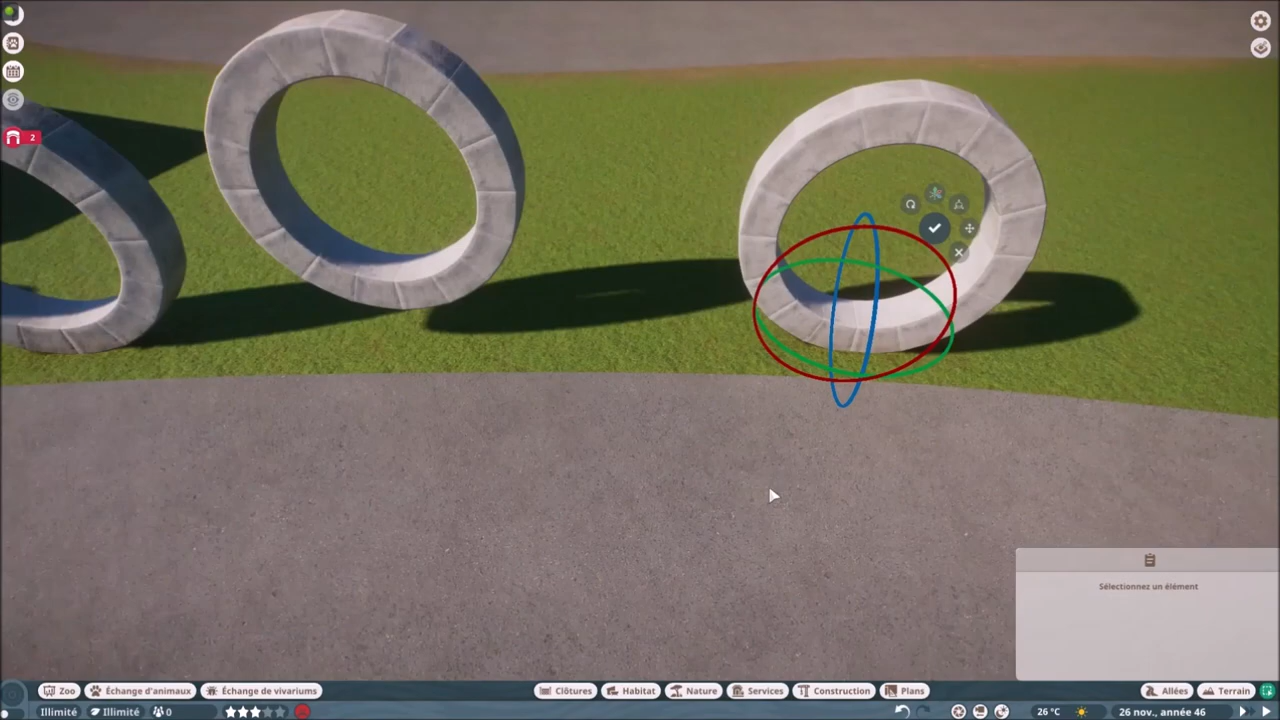 2
Sélectionnez un élément
Zoo
Échange d'animaux
Échange de vivariums
Clôtures
Habitat
Nature
Services
Construction
Plans
Allées
Terrain
Illimité
Illimité
0
26 °C
26 nov., année 46